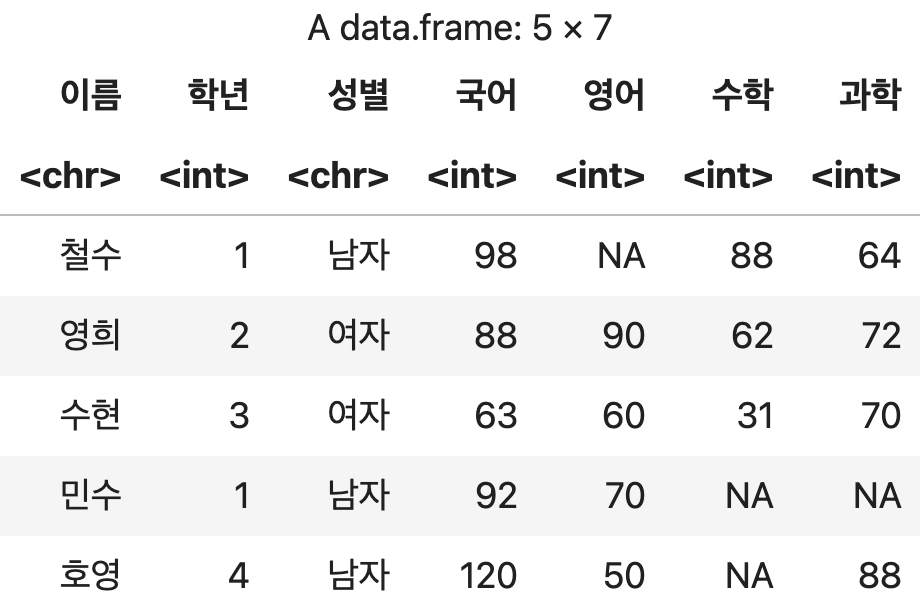 A data.frame: 5 × 7
이름 학년 성별 국어 영어 수학 과학
<chr> <int> <chr> <int> <int> <int> <int>
철수 1 남자 98 NA 88 64
영희 2 여자 88 90 62 72
수현 3 여자 63 60 31 70
민수 1 남자 92 70 NA NA
호영 4 남자 120 50 NA 88